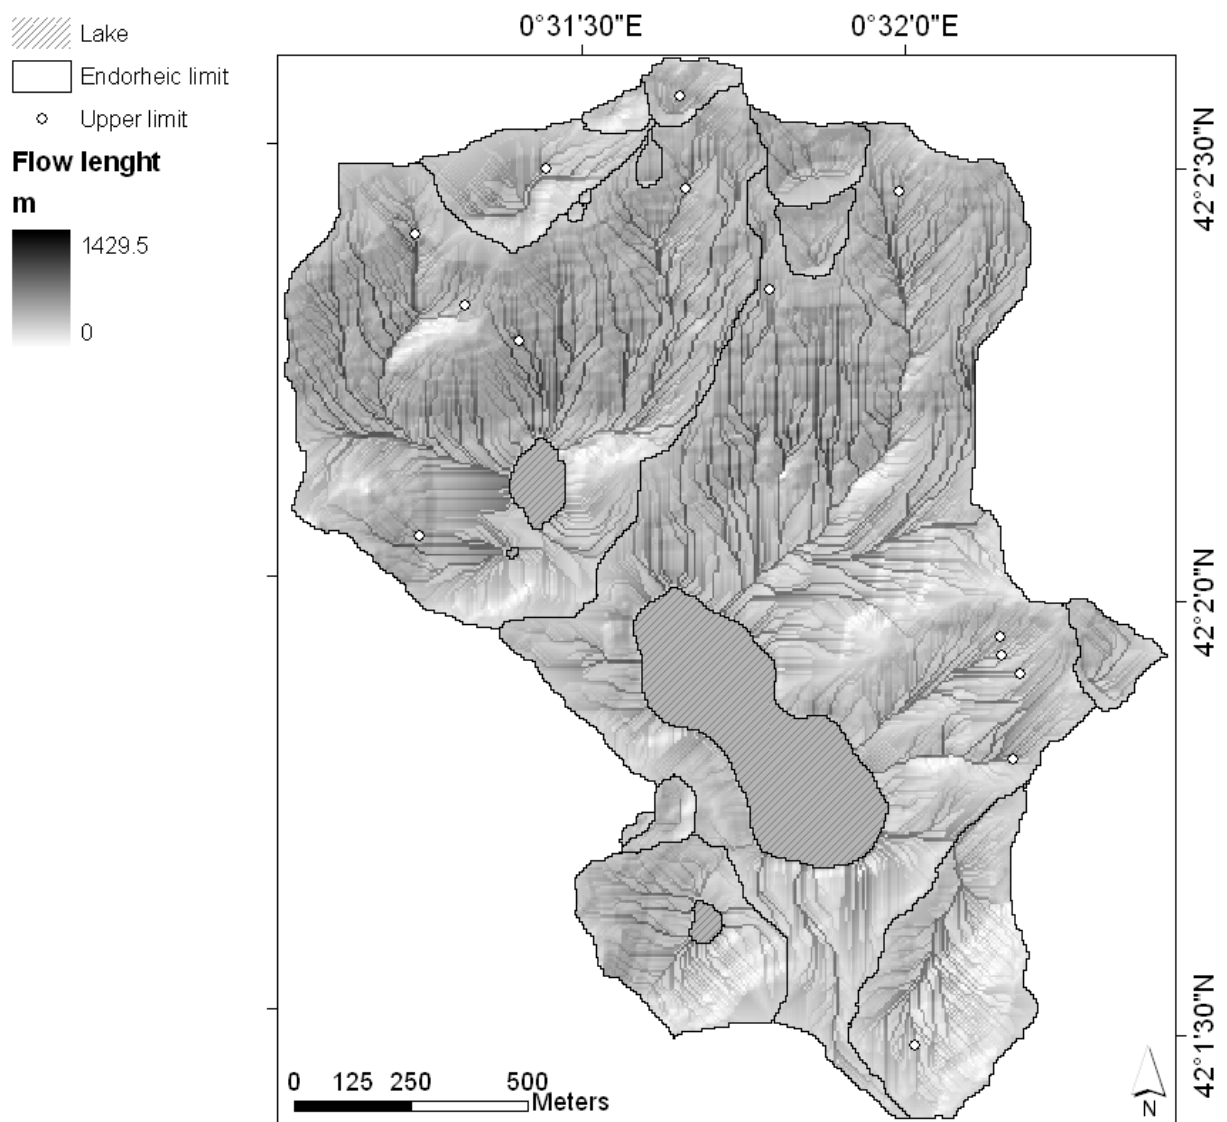 0°31'30"E 0°32'0"E
Lake
Endorheic limit
Upper limit
Flow lenght
m
1429.5
0
42°2'30"N
42°2'0"N
42°1'30"N
0 125 250 500
Meters
N